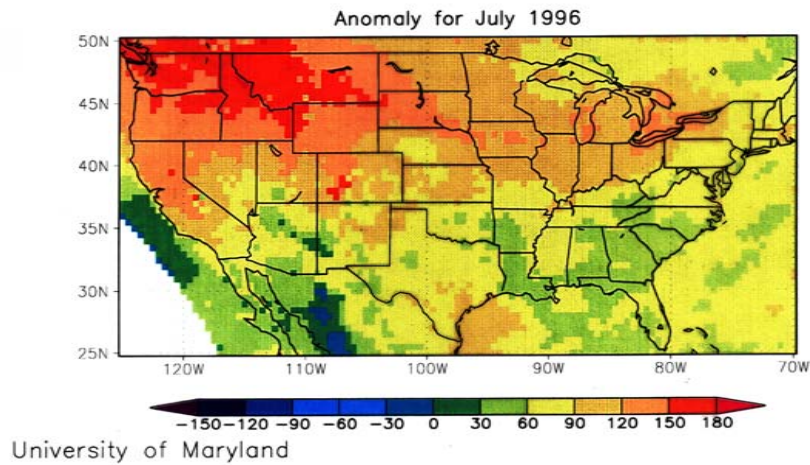 Anomaly for July 1996
50N
45N
40N
35N
30N
25N
120W 110W 100W 90W 80W 70W
-150 -120 -90 -60 -30 0 30 60 90 120 150 180
University of Maryland